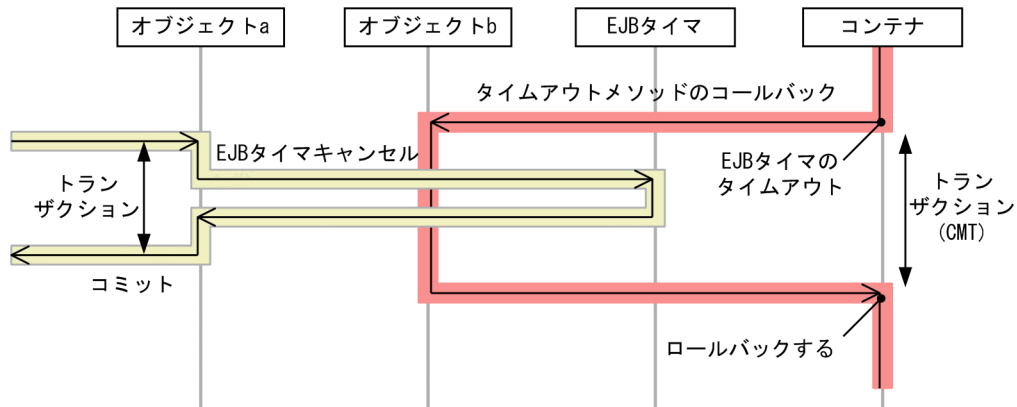 オブジェクトa
オブジェクトb
EJBタイマ
コンテナ
タイムアウトメソッドのコールバック
EJBタイマキャンセル
EJBタイマの
タイムアウト
トラン
ザクション
トラン
ザクション
(CMT)
コミット
ロールバックする